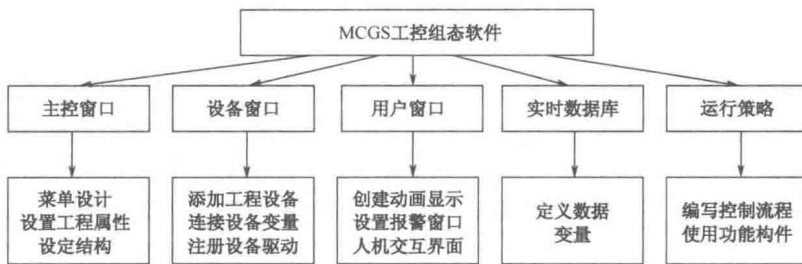 MCGS工控组态软件
主控窗口
设备窗口
用户窗口
实时数据库
运行策略
菜单设计
设置工程属性
设定结构
添加工程设备
连接设备变量
注册设备驱动
创建动画显示
设置报警窗口
人机交互界面
定义数据
变量
编写控制流程
使用功能构件